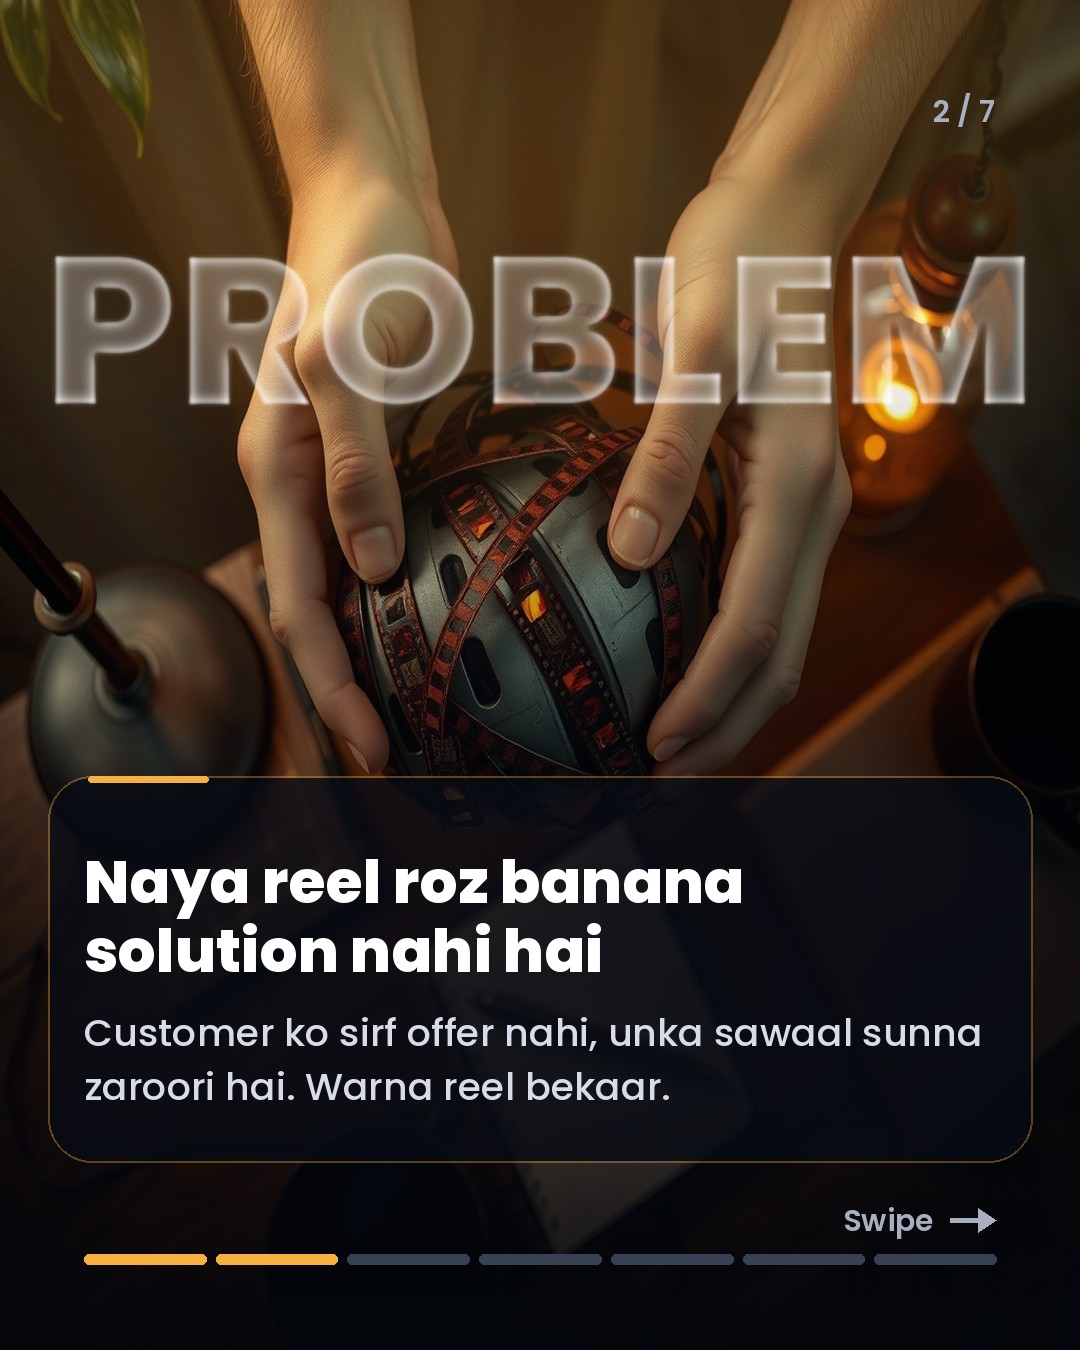 2 / 7
PROBLEM
Naya reel roz banana
solution nahi hai
Customer ko sirf offer nahi, unka sawaal sunna
zaroori hai. Warna reel bekaar.
Swipe